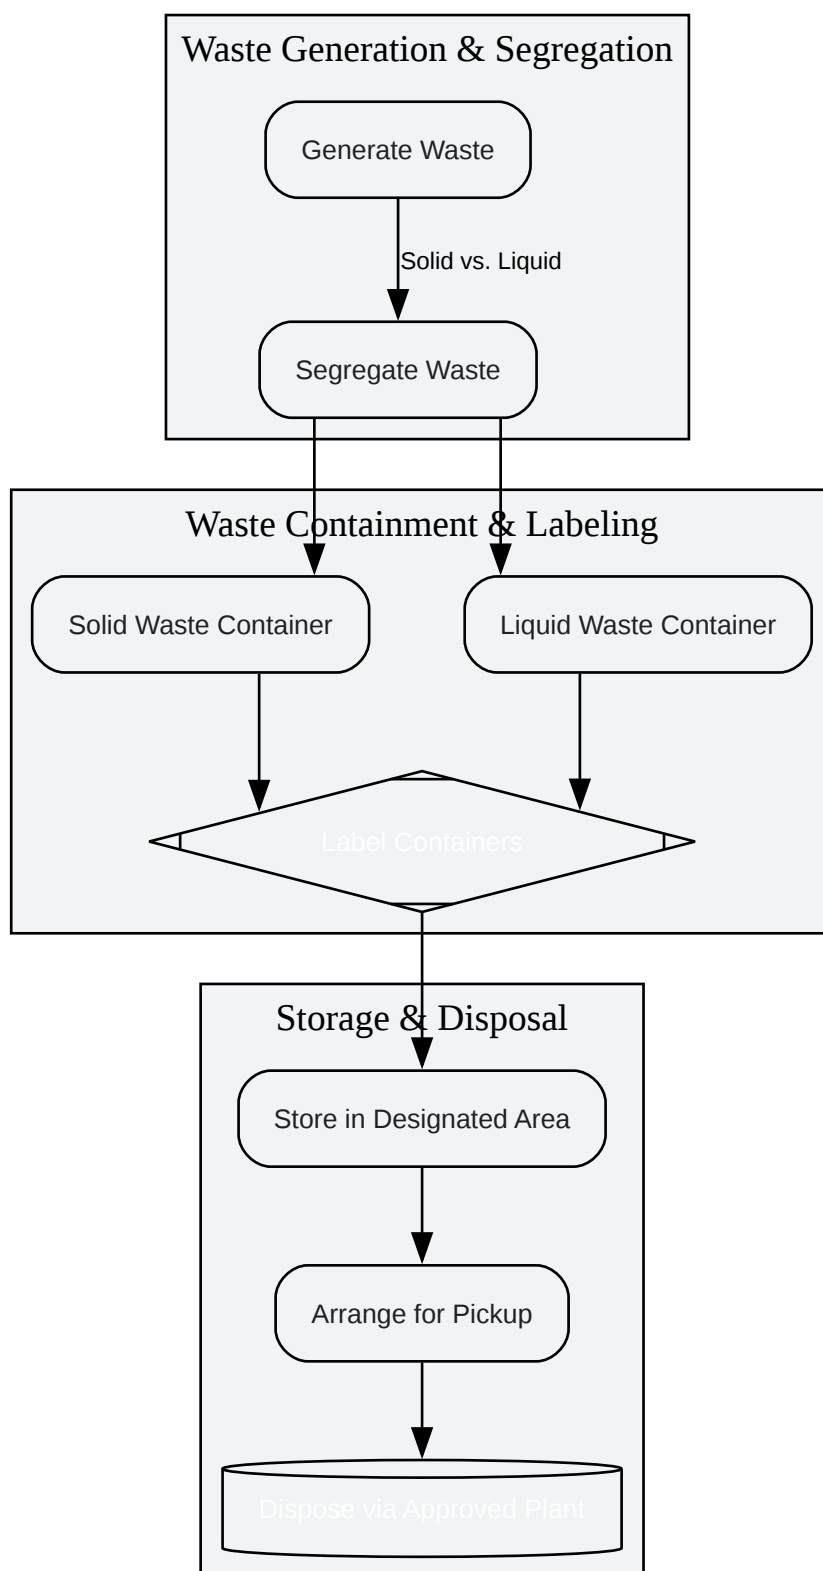 Waste Generation & Segregation
Generate Waste
Solid vs. Liquid
Segregate Waste
Waste Containment & Labeling
Solid Waste Container
Liquid Waste Container
Label Containers
Storage & Disposal
Store in Designated Area
Arrange for Pickup
Dispose via Approved Plant